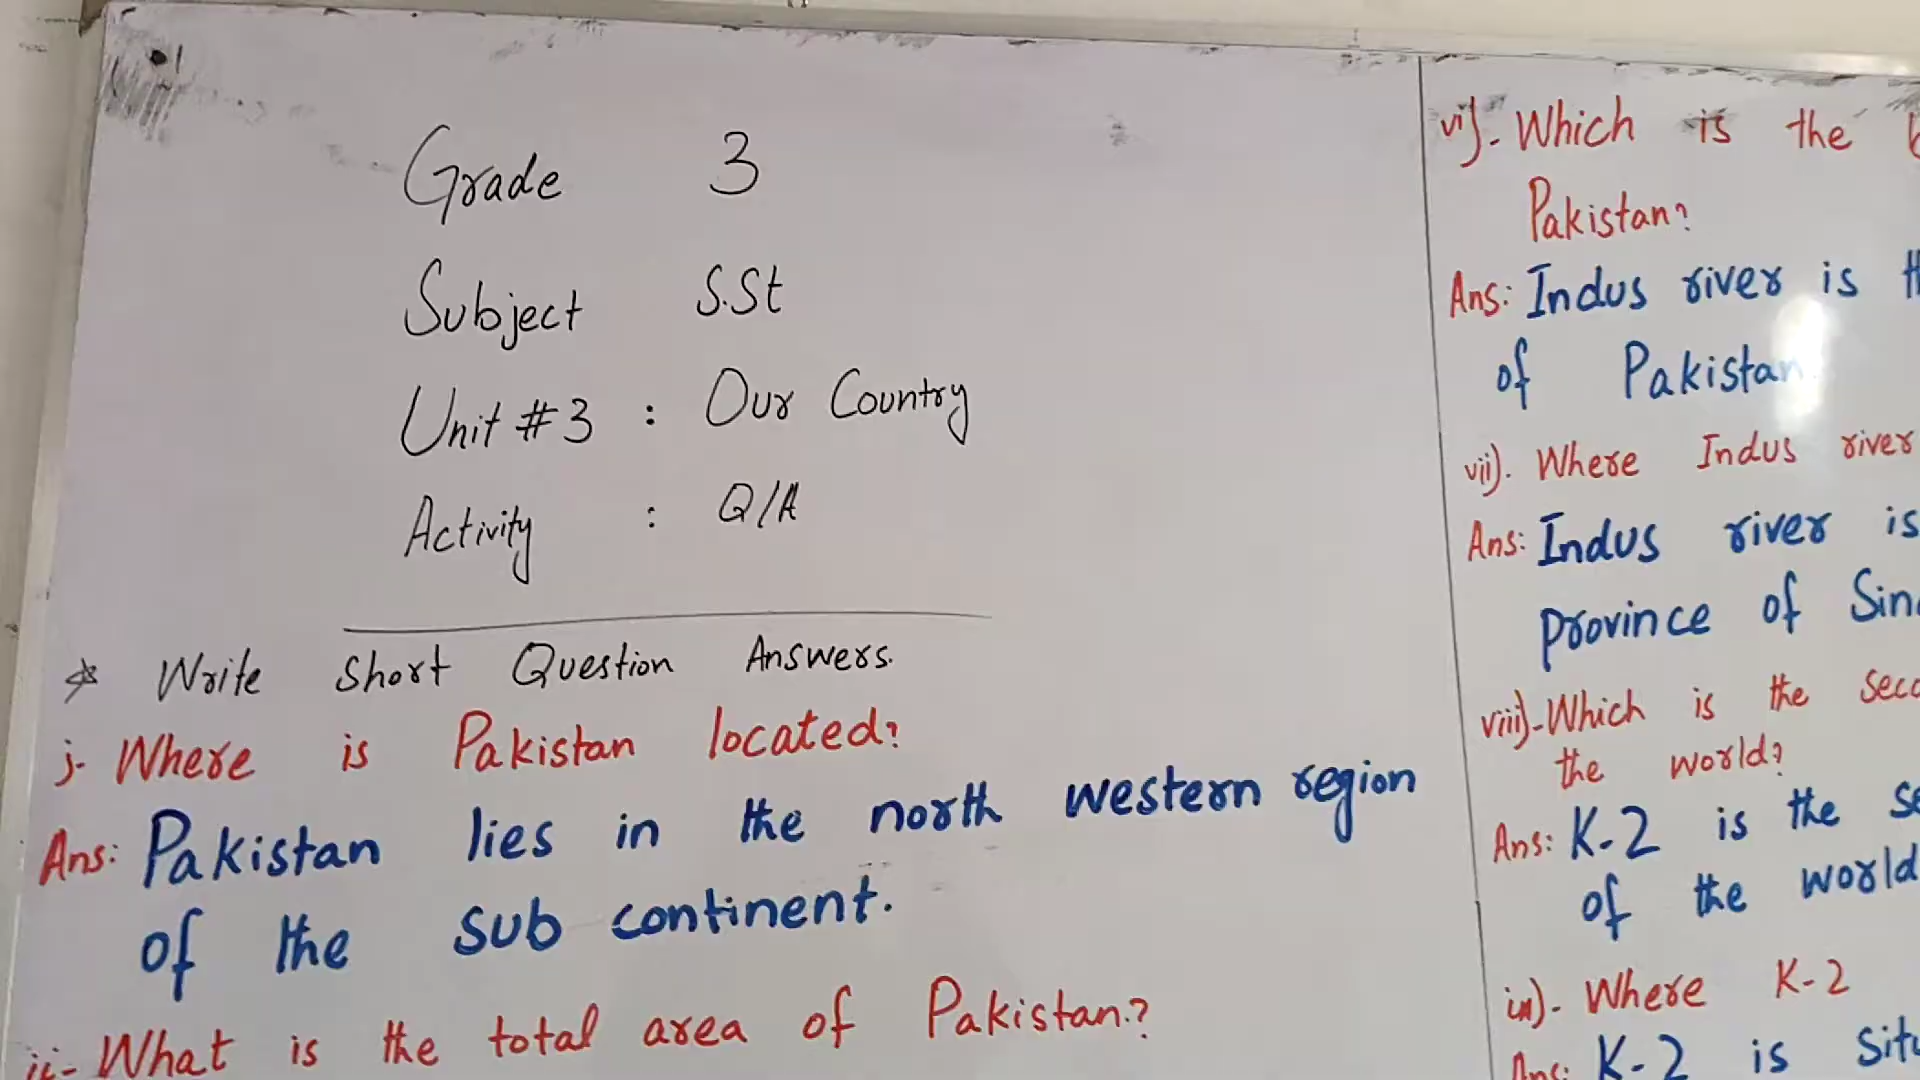 Grade 3
Subject S.St
Unit #3 : Our Country
Activity : Q/A
Write Short Question Answers.
i- Where is Pakistan located?
Ans: Pakistan lies in the north western region
of the sub continent.
ii- What is the total area of Pakistan?
vi)- Which is the
Pakistan?
Ans: Indus river is
of Pakistan
vii). Where Indus river
Ans: Indus river is
province of
viii)- Which is the
the world?
Ans: K-2 is the
of the world
ix)- Where K-2
Ans: K-2 is